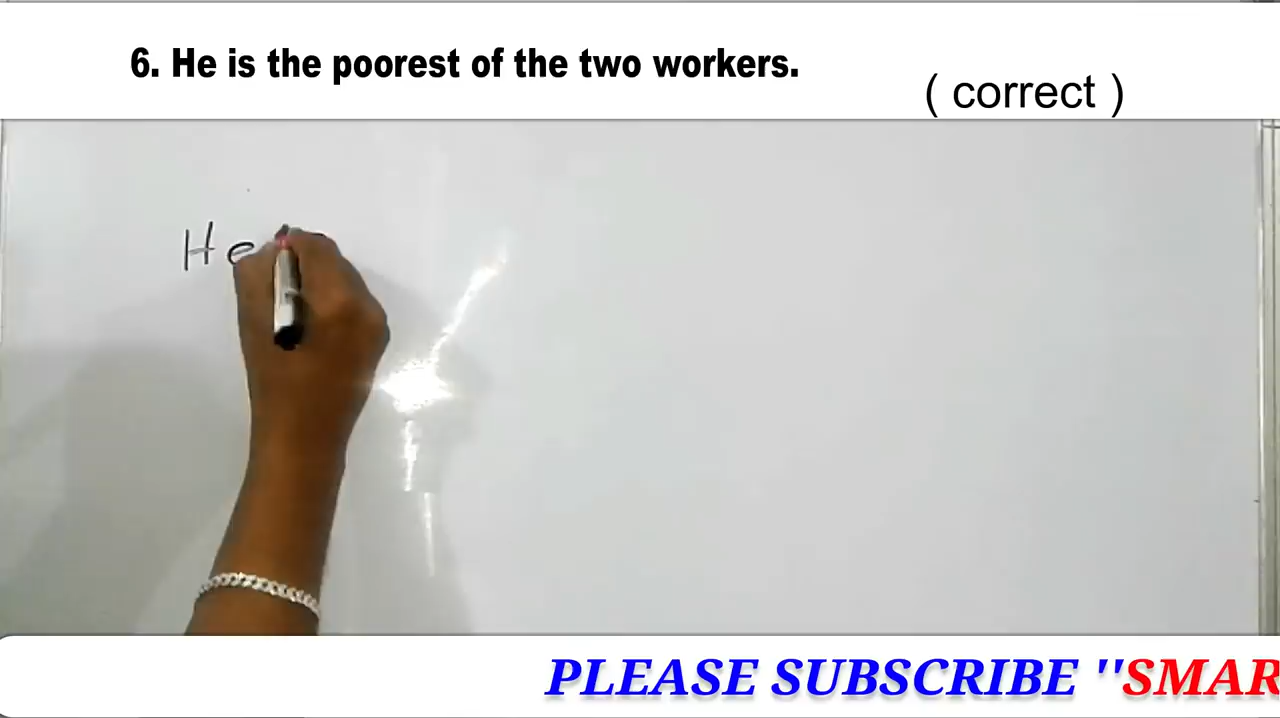 6. He is the poorest of the two workers.
( correct )
He
PLEASE SUBSCRIBE ''SMAR